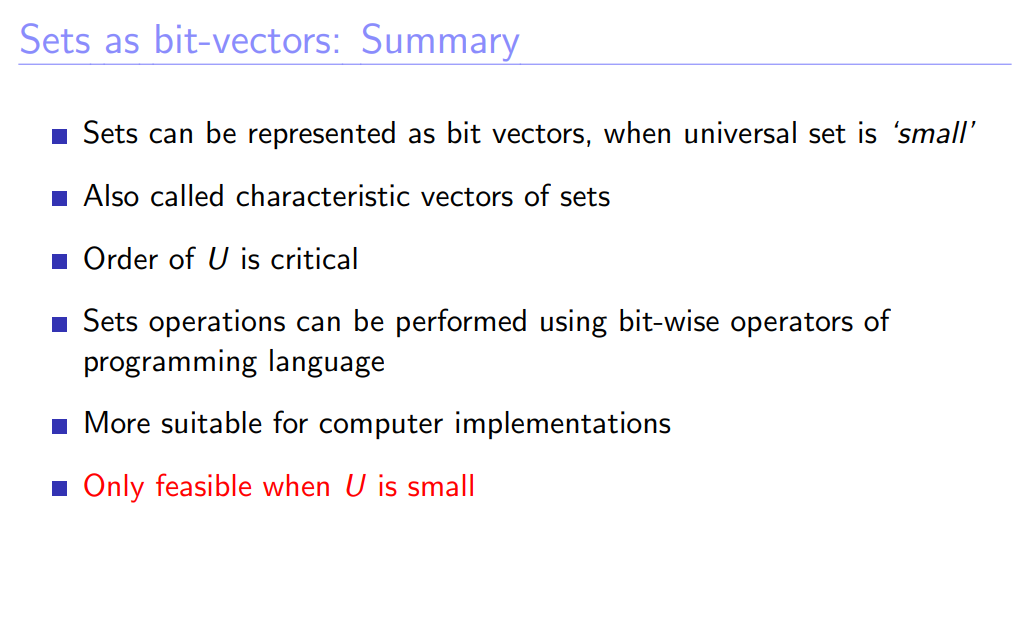 Sets as bit-vectors: Summary
Sets can be represented as bit vectors, when universal set is ‘small’
Also called characteristic vectors of sets
Order of U is critical
Sets operations can be performed using bit-wise operators of
programming language
More suitable for computer implementations
Only feasible when U is small